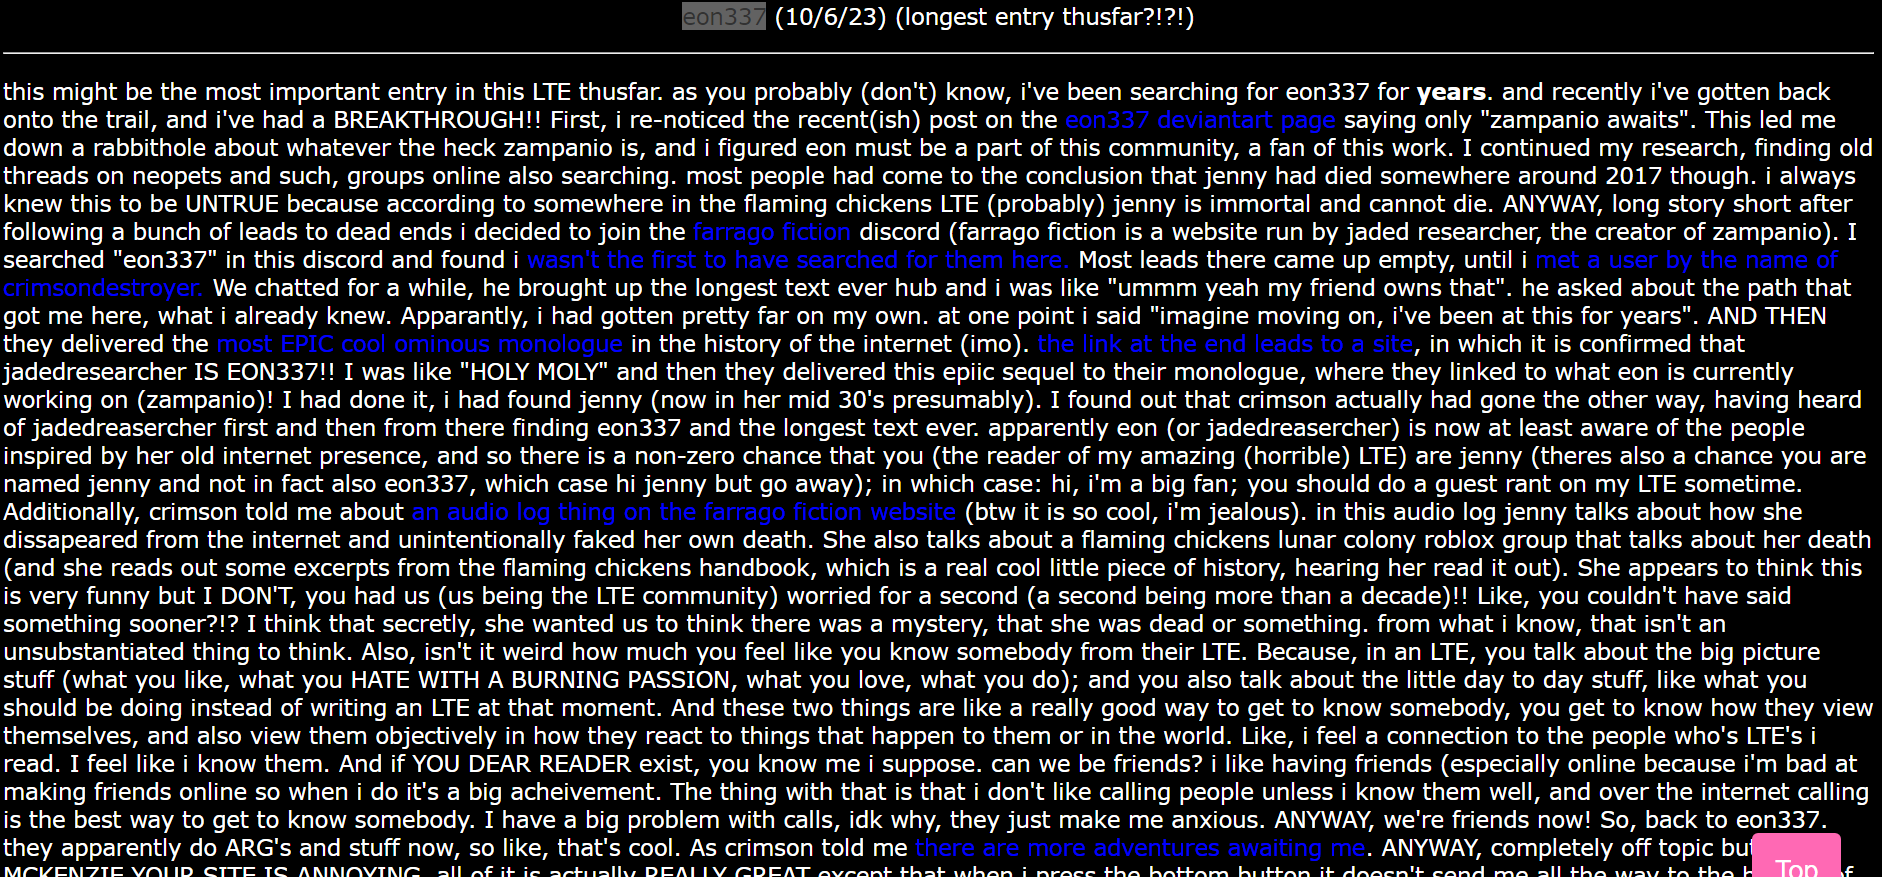 eon337 (10/6/23) (longest entry thusfar?!?!)
this might be the most important entry in this LTE thusfar. as you probably (don't) know, i've been searching for eon337 for years. and recently i've gotten back
onto the trail, and i've had a BREAKTHROUGH!! First, i re-noticed the recent(ish) post on the eon337 deviantart page saying only "zampanio awaits". This led me
down a rabbithole about whatever the heck zampanio is, and i figured eon must be a part of this community, a fan of this work. I continued my research, finding old
threads on neopets and such, groups online also searching. most people had come to the conclusion that jenny had died somewhere around 2017 though. i always
knew this to be UNTRUE because according to somewhere in the flaming chickens LTE (probably) jenny is immortal and cannot die. ANYWAY, long story short after
following a bunch of leads to dead ends i decided to join the farrago fiction discord (farrago fiction is a website run by jaded researcher, the creator of zampanio). I
searched "eon337" in this discord and found i wasn't the first to have searched for them here. Most leads there came up empty, until i met a user by the name of
crimsondestroyer. We chatted for a while, he brought up the longest text ever hub and i was like "ummm yeah my friend owns that". he asked about the path that
got me here, what i already knew. Apparantly, i had gotten pretty far on my own. at one point i said "imagine moving on, i've been at this for years". AND THEN
they delivered the most EPIC cool ominous monologue in the history of the internet (imo). the link at the end leads to a site, in which it is confirmed that
jadedresearcher IS EON337!! I was like "HOLY MOLY" and then they delivered this epiic sequel to their monologue, where they linked to what eon is currently
working on (zampanio)! I had done it, i had found jenny (now in her mid 30's presumably). I found out that crimson actually had gone the other way, having heard
of jadedreasercher first and then from there finding eon337 and the longest text ever. apparently eon (or jadedreasercher) is now at least aware of the people
inspired by her old internet presence, and so there is a non-zero chance that you (the reader of my amazing (horrible) LTE) are jenny (theres also a chance you are
named jenny and not in fact also eon337, which case hi jenny but go away); in which case: hi, i'm a big fan; you should do a guest rant on my LTE sometime.
Additionally, crimson told me about an audio log thing on the farrago fiction website (btw it is so cool, i'm jealous). in this audio log jenny talks about how she
dissapeared from the internet and unintentionally faked her own death. She also talks about a flaming chickens lunar colony roblox group that talks about her death
(and she reads out some excerpts from the flaming chickens handbook, which is a real cool little piece of history, hearing her read it out). She appears to think this
is very funny but I DON'T, you had us (us being the LTE community) worried for a second (a second being more than a decade)!! Like, you couldn't have said
something sooner?!? I think that secretly, she wanted us to think there was a mystery, that she was dead or something. from what i know, that isn't an
unsubstantiated thing to think. Also, isn't it weird how much you feel like you know somebody from their LTE. Because, in an LTE, you talk about the big picture
stuff (what you like, what you HATE WITH A BURNING PASSION, what you love, what you do); and you also talk about the little day to day stuff, like what you
should be doing instead of writing an LTE at that moment. And these two things are like a really good way to get to know somebody, you get to know how they view
themselves, and also view them objectively in how they react to things that happen to them or in the world. Like, i feel a connection to the people who's LTE's i
read. I feel like i know them. And if YOU DEAR READER exist, you know me i suppose. can we be friends? i like having friends (especially online because i'm bad at
making friends online so when i do it's a big acheivement. The thing with that is that i don't like calling people unless i know them well, and over the internet calling
is the best way to get to know somebody. I have a big problem with calls, idk why, they just make me anxious. ANYWAY, we're friends now! So, back to eon337.
they apparently do ARG's and stuff now, so like, that's cool. As crimson told me there are more adventures awaiting me. ANYWAY, completely off topic but
MCKENZIE YOUR SITE IS ANNOYING. all of it is actually REALLY GREAT except that when i press the bottom button it doesn't send me all the way to the
Top